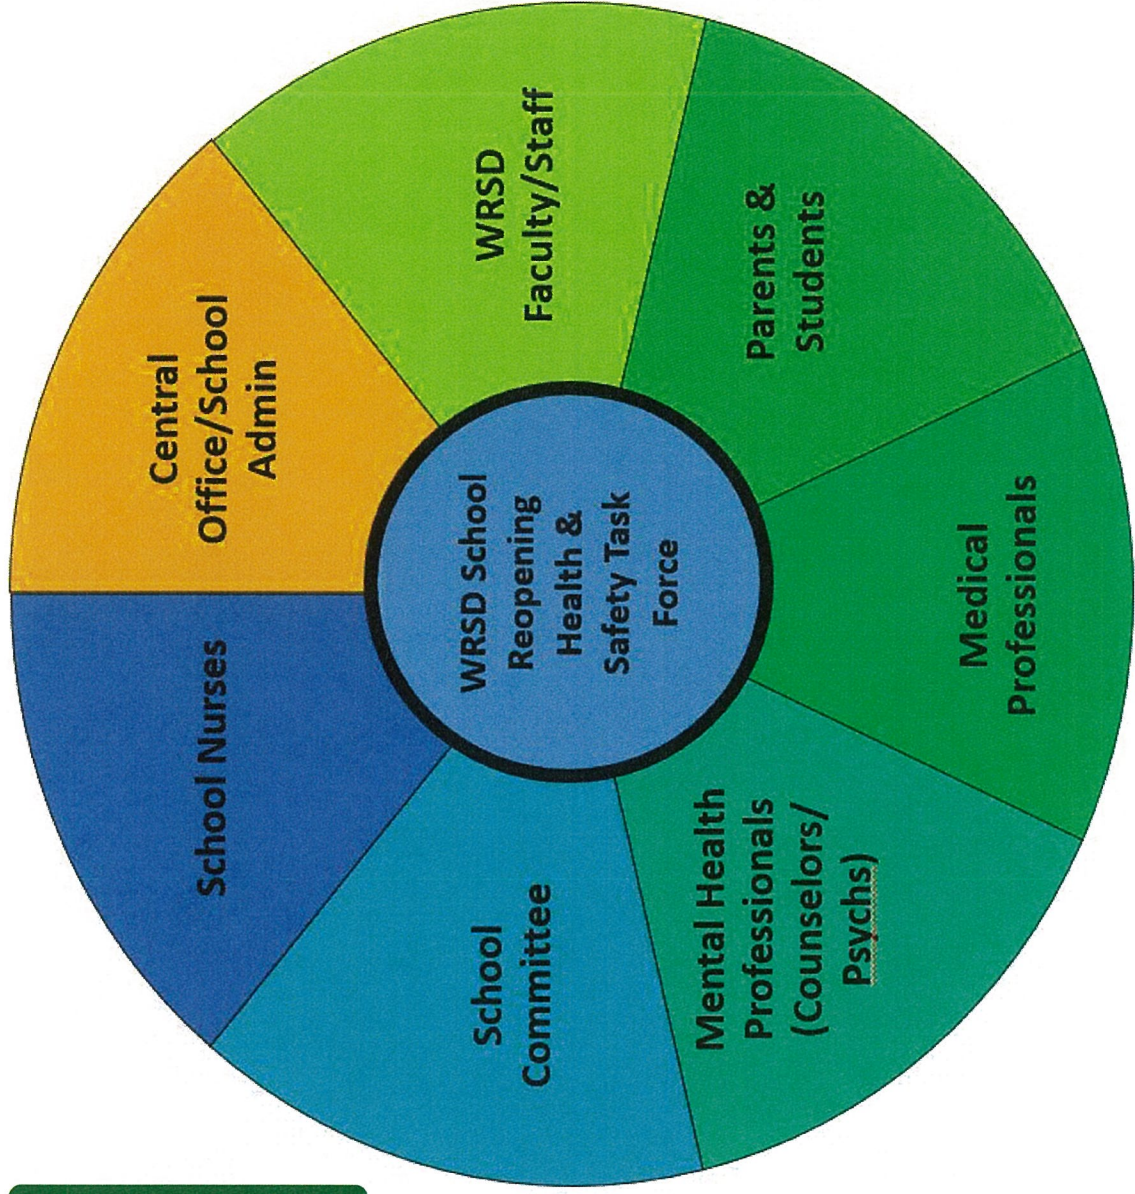 WRSD School
Reopening
Health &
Safety Task
Force
Central
Office/School
Admin
WRSD
Faculty/Staff
Parents &
Students
Medical
Professionals
Mental Health
Professionals
(Counselors/
Psychs)
School
Committee
School Nurses